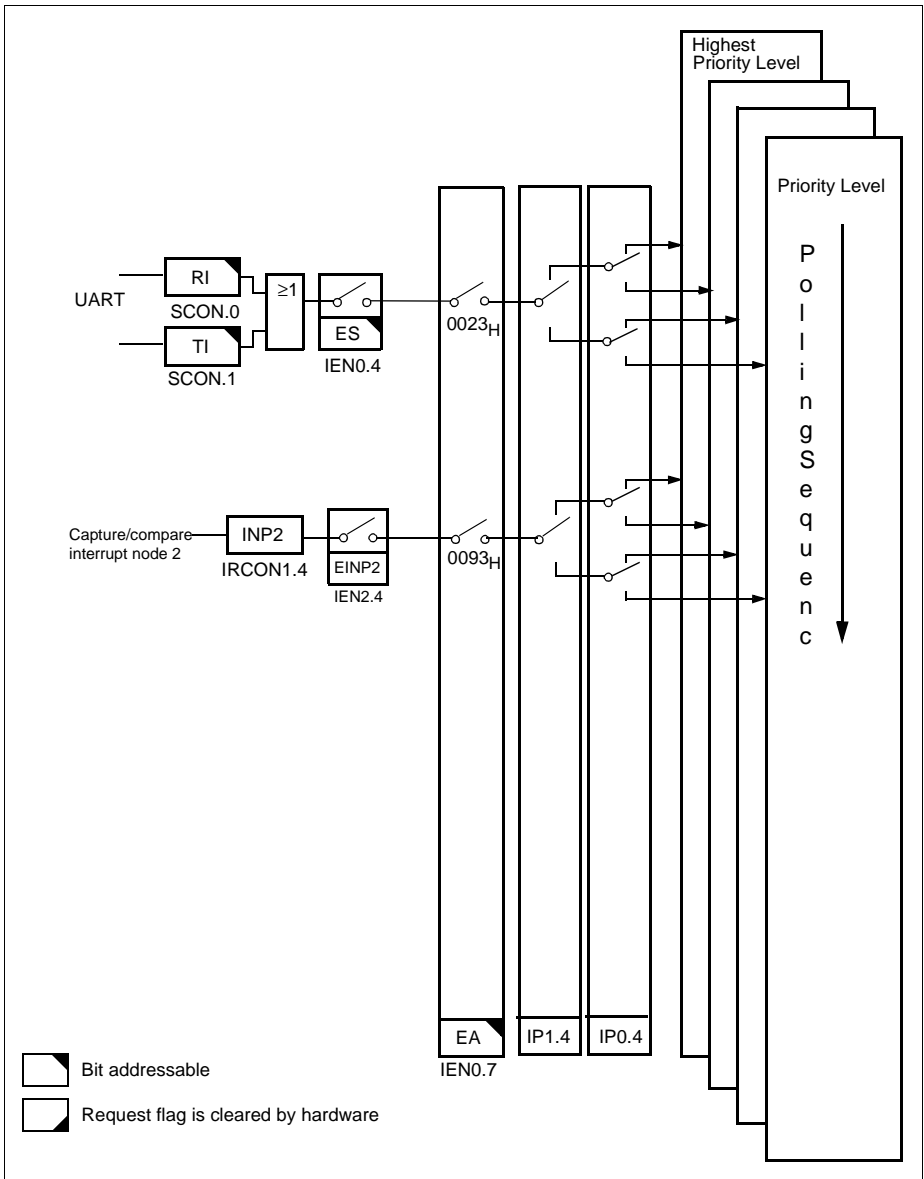 Highest
Priority Level
Priority Level
P
o
l
l
i
n
g
S
e
q
u
e
n
c
UART
RI
SCON.0
TI
SCON.1
≥1
ES
IEN0.4
0023H
Capture/compare
interrupt node 2
INP2
IRCON1.4
EINP2
IEN2.4
0093H
EA
IEN0.7
IP1.4
IP0.4
Bit addressable
Request flag is cleared by hardware